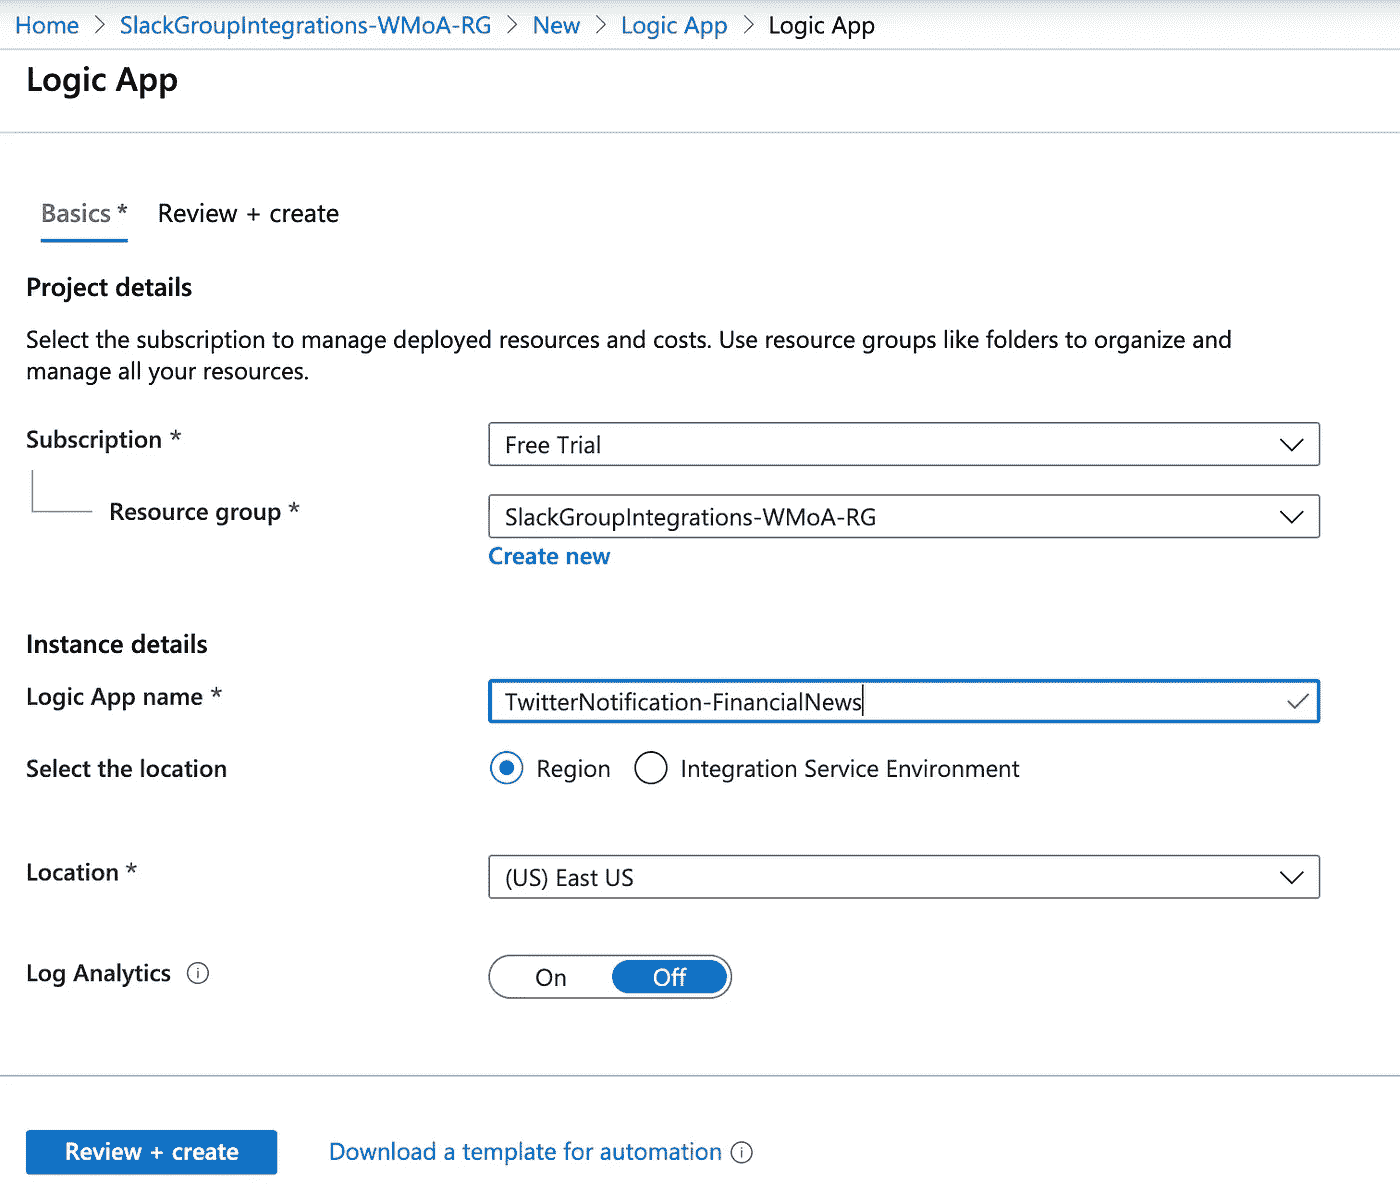 Home > SlackGroupIntegrations-WMoA-RG > New > Logic App > Logic App
Logic App
Basics * Review + create
Project details
Select the subscription to manage deployed resources and costs. Use resource groups like folders to organize and
manage all your resources.
Subscription * Free Trial
Resource group * SlackGroupIntegrations-WMoA-RG
Create new
Instance details
Logic App name * TwitterNotification-FinancialNews
Select the location Region Integration Service Environment
Location * (US) East US
Log Analytics On Off
Review + create Download a template for automation